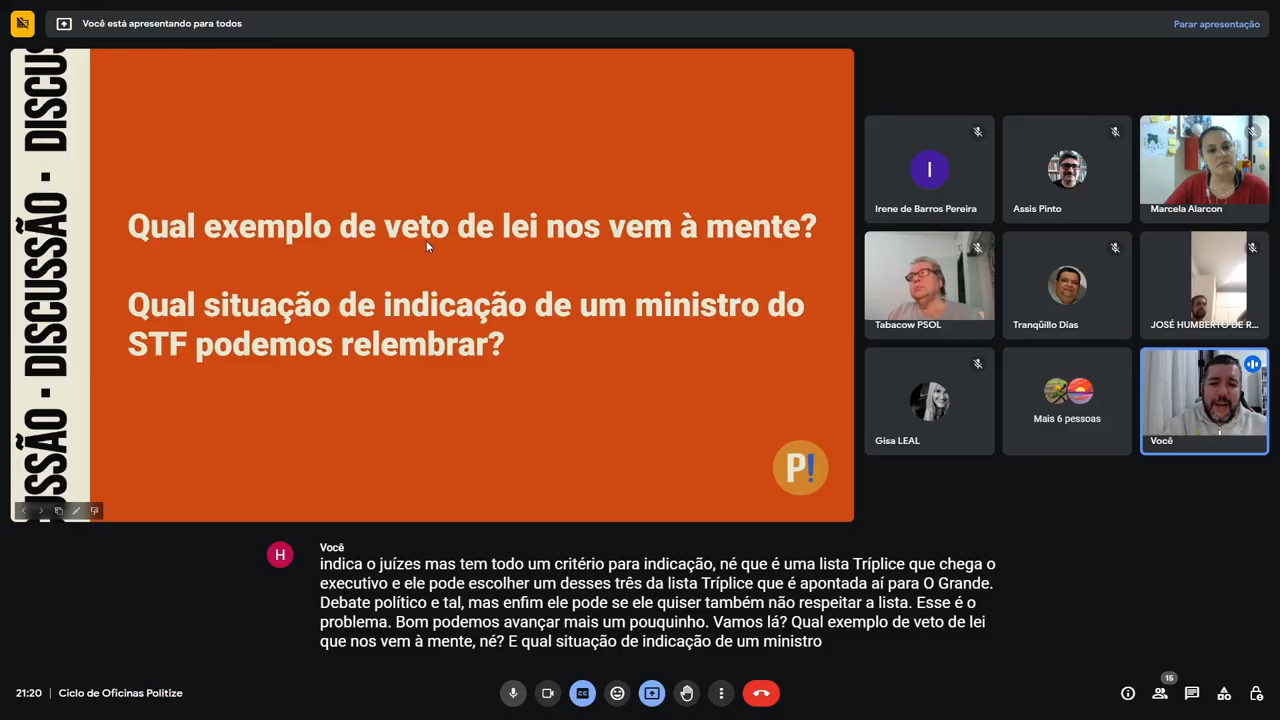 Você está apresentando para todos
Parar apresentação
DISCUSSÃO · DISCUSSÃO · DISCUSSÃO
Qual exemplo de veto de lei nos vem à mente?
Qual situação de indicação de um ministro do
STF podemos relembrar?
P!
I
Irene de Barros Pereira
Assis Pinto
Marcela Alarcon
Tabacow PSOL
Tranqüillo Dias
JOSÉ HUMBERTO DE R...
Gisa LEAL
Mais 6 pessoas
Você
H
Você
indica o juízes mas tem todo um critério para indicação, né que é uma lista Tríplice que chega o
executivo e ele pode escolher um desses três da lista Tríplice que é apontada aí para O Grande.
Debate político e tal, mas enfim ele pode se ele quiser também não respeitar a lista. Esse é o
problema. Bom podemos avançar mais um pouquinho. Vamos lá? Qual exemplo de veto de lei
que nos vem à mente, né? E qual situação de indicação de um ministro
21:20 | Ciclo de Oficinas Politize
CC
15